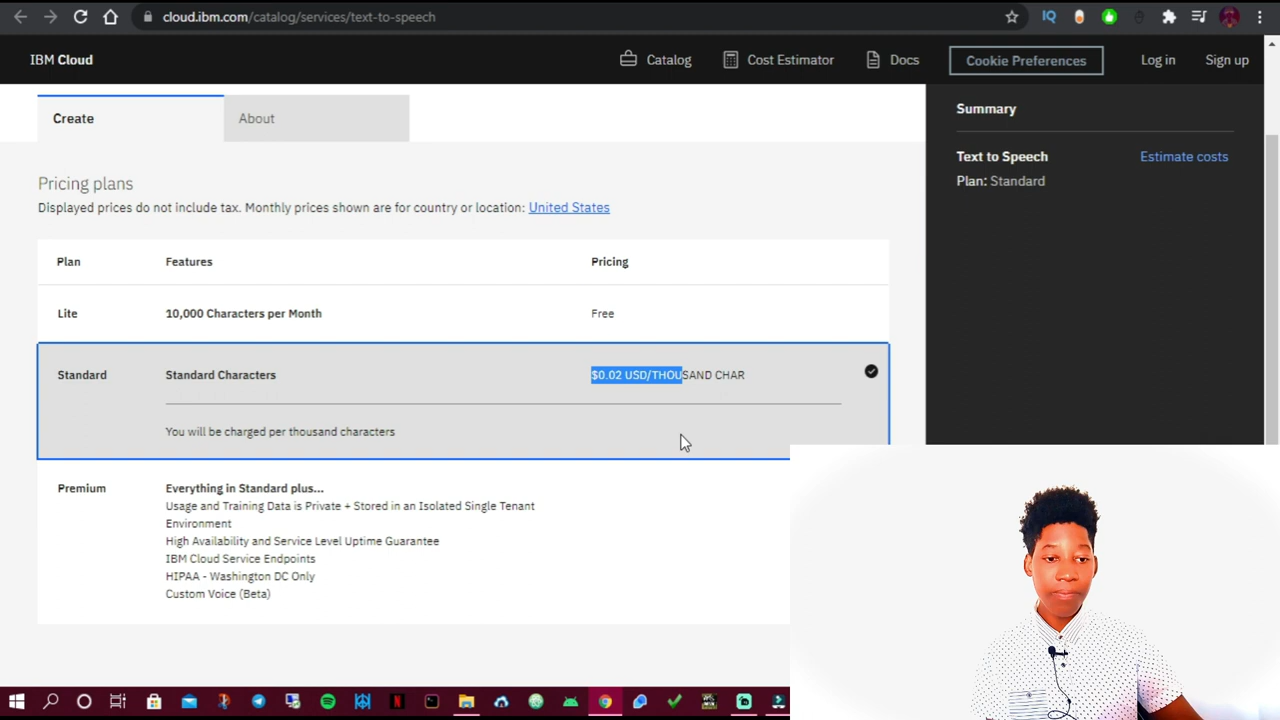 cloud.ibm.com/catalog/services/text-to-speech
IBM Cloud
Catalog
Cost Estimator
Docs
Cookie Preferences
Log in
Sign up
Create
About
Pricing plans
Displayed prices do not include tax. Monthly prices shown are for country or location: United States
Plan
Features
Pricing
Lite
10,000 Characters per Month
Free
Standard
Standard Characters
$0.02 USD/THOUSAND CHAR
You will be charged per thousand characters
Premium
Everything in Standard plus...
Usage and Training Data is Private + Stored in an Isolated Single Tenant
Environment
High Availability and Service Level Uptime Guarantee
IBM Cloud Service Endpoints
HIPAA - Washington DC Only
Custom Voice (Beta)
Summary
Text to Speech
Estimate costs
Plan: Standard